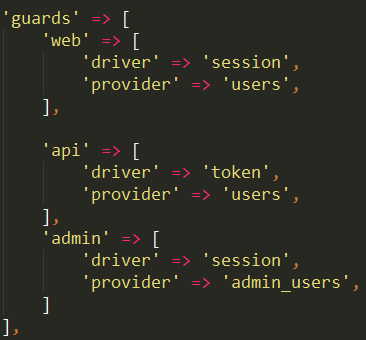 'guards' => [
'web' => [
'driver' => 'session',
'provider' => 'users',
],
'api' => [
'driver' => 'token',
'provider' => 'users',
],
'admin' => [
'driver' => 'session',
'provider' => 'admin_users',
]
],